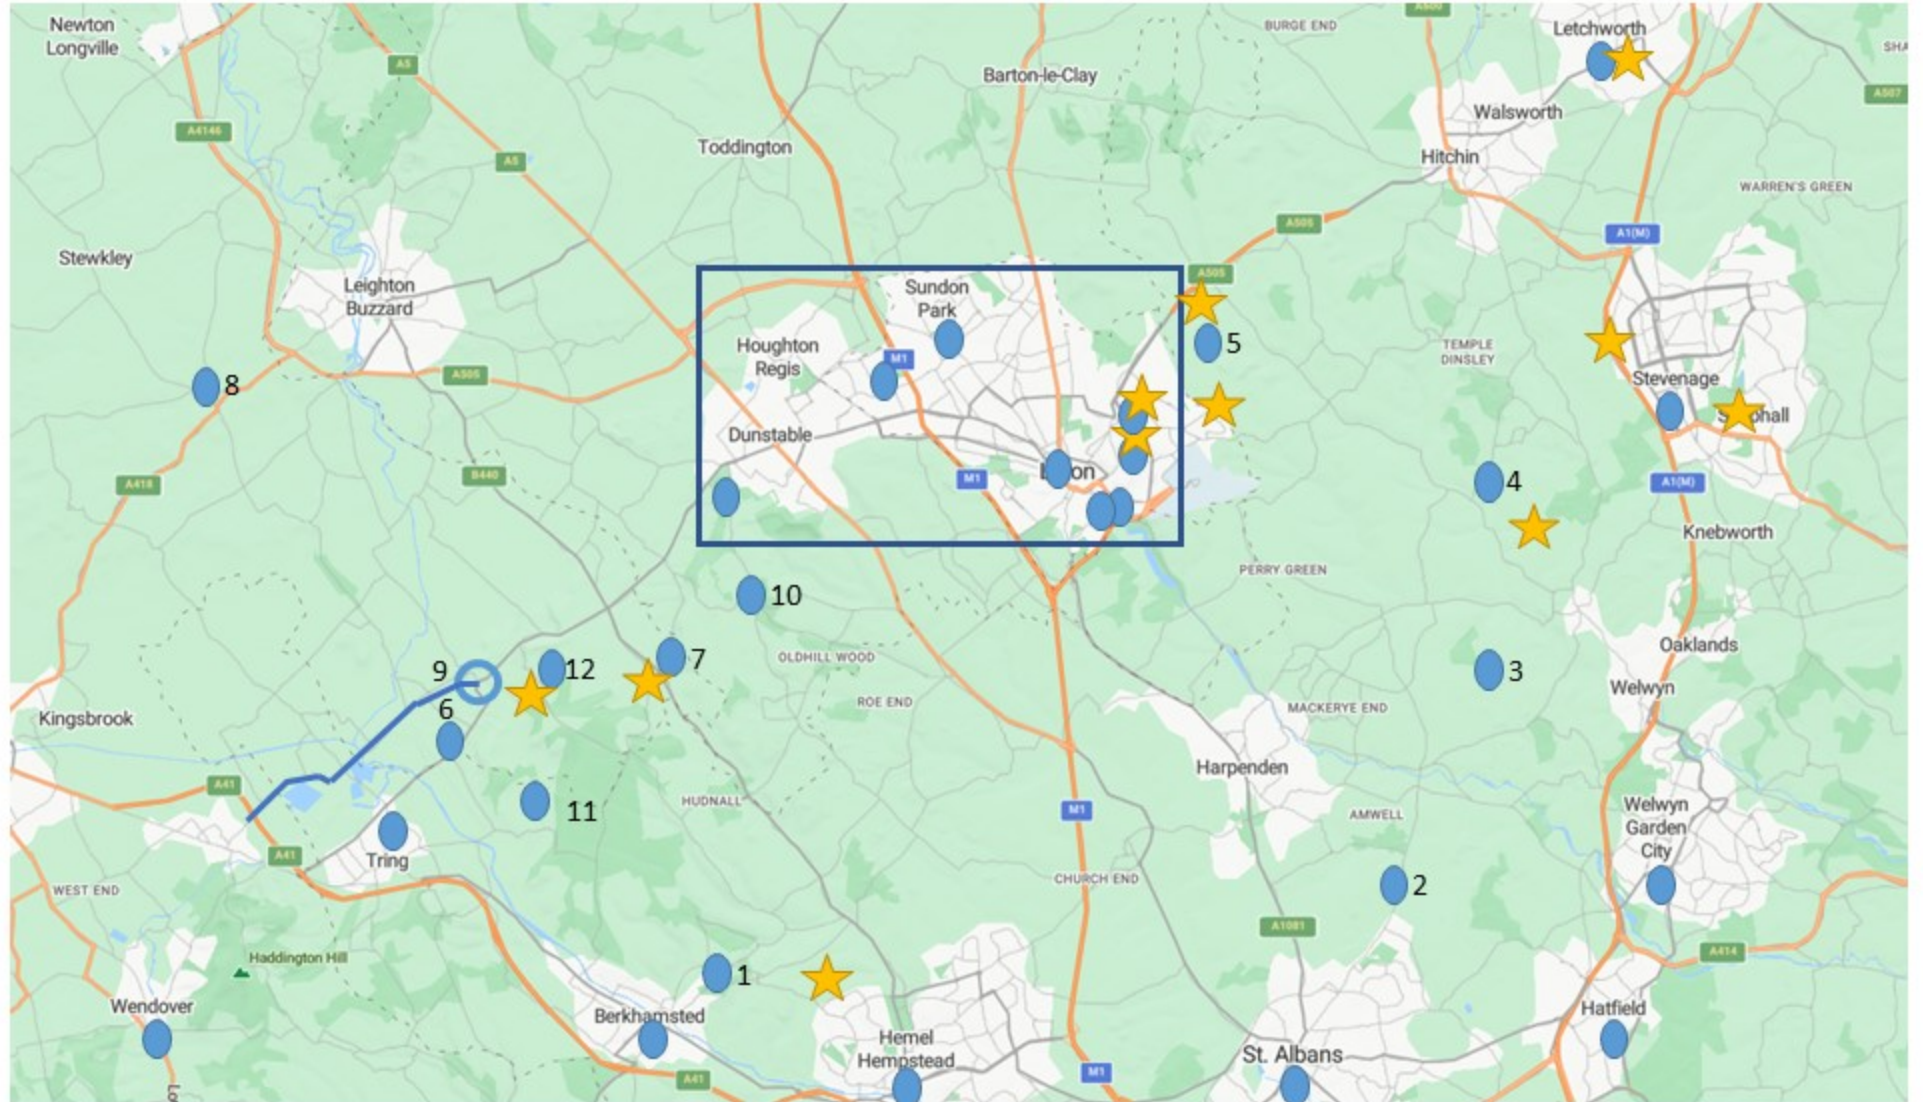 Newton
Longville
A5
A600
BURGE END
Letchworth
SHA
A507
Barton-le-Clay
Walsworth
A4146
Toddington
A5
Hitchin
WARREN'S GREEN
A505
A1(M)
Stewkley
Leighton
Buzzard
Sundon
Park
A505
5
Houghton
Regis
M1
TEMPLE
DINSLEY
Stevenage
8
A505
Dunstable
A418
B440
M1
4
A1(M)
Knebworth
PERRY GREEN
10
OLDHILL WOOD
Oaklands
9
12
7
3
Welwyn
6
Kingsbrook
ROE END
MACKERYE END
Harpenden
A41
HUDNALL
11
M1
AMWELL
Welwyn
Garden
City
A41
Tring
WEST END
CHURCH END
2
A1081
A414
Haddington Hill
1
Wendover
Berkhamsted
Hatfield
Hemel
Hempstead
St. Albans
A41
M1